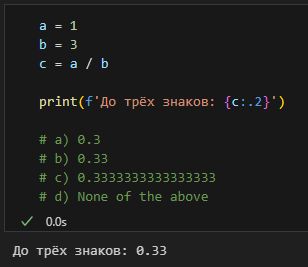 a = 1
b = 3
c = a / b
print(f'До трёх знаков: {c:.2}')
# a) 0.3
# b) 0.33
# c) 0.3333333333333333
# d) None of the above
0.0s
До трёх знаков: 0.33